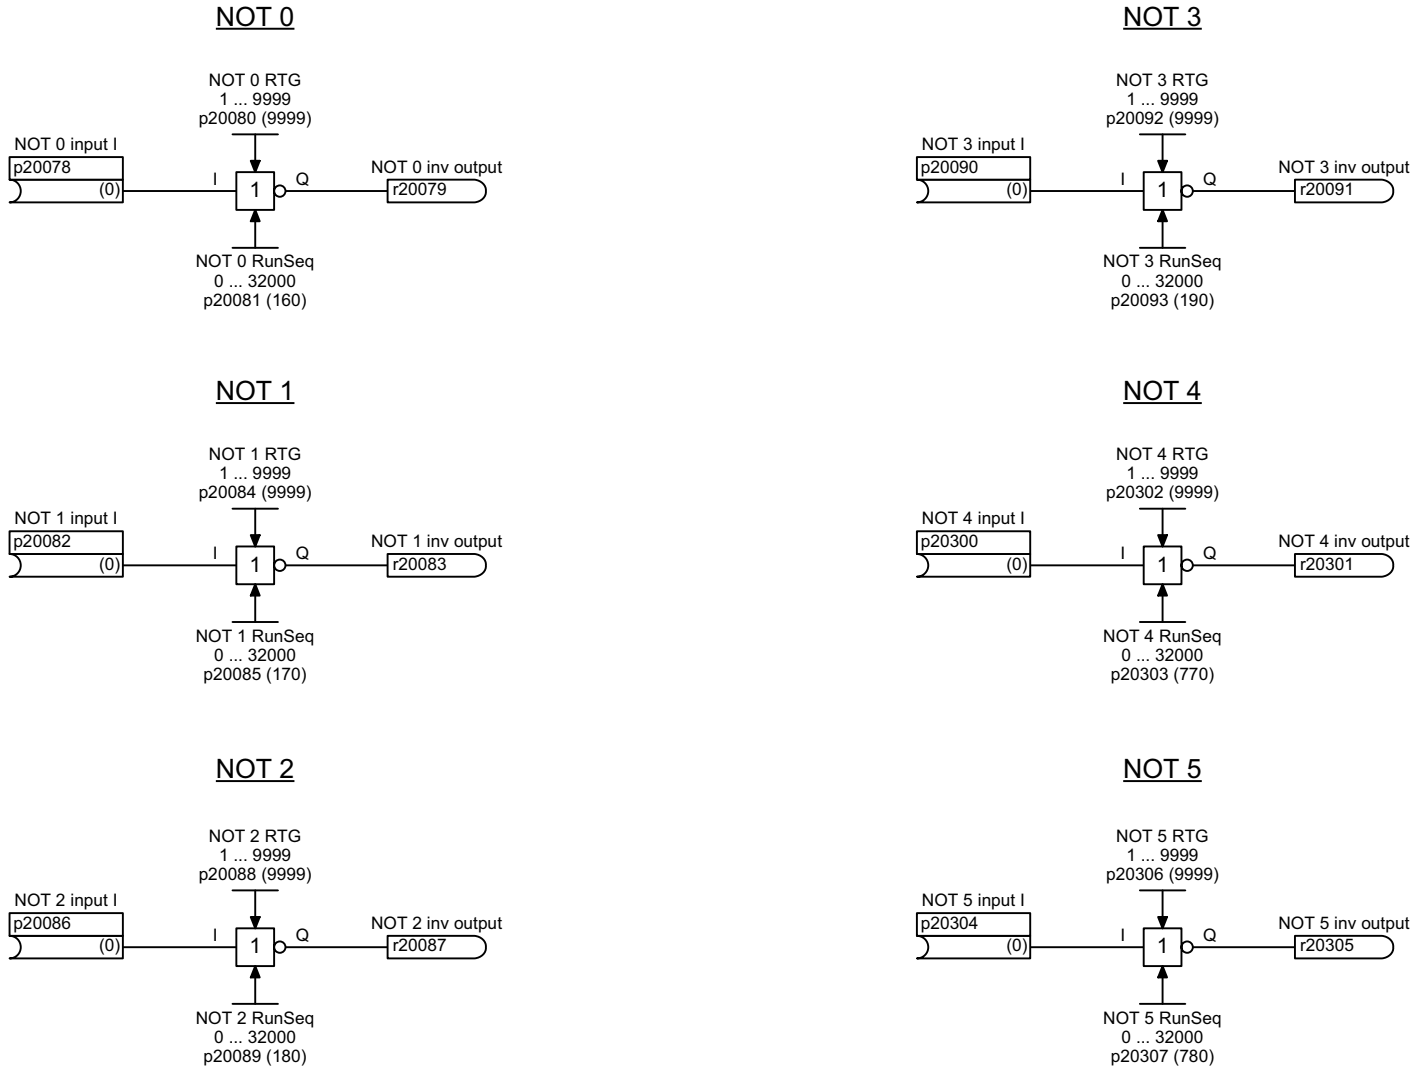 NOT 0
NOT 0 RTG
1 ... 9999
p20080 (9999)
NOT 0 input I
p20078
(0)
I
1
Q
NOT 0 inv output
r20079
NOT 0 RunSeq
0 ... 32000
p20081 (160)
NOT 3
NOT 3 RTG
1 ... 9999
p20092 (9999)
NOT 3 input I
p20090
(0)
I
1
Q
NOT 3 inv output
r20091
NOT 3 RunSeq
0 ... 32000
p20093 (190)
NOT 1
NOT 1 RTG
1 ... 9999
p20084 (9999)
NOT 1 input I
p20082
(0)
I
1
Q
NOT 1 inv output
r20083
NOT 1 RunSeq
0 ... 32000
p20085 (170)
NOT 4
NOT 4 RTG
1 ... 9999
p20302 (9999)
NOT 4 input I
p20300
(0)
I
1
Q
NOT 4 inv output
r20301
NOT 4 RunSeq
0 ... 32000
p20303 (770)
NOT 2
NOT 2 RTG
1 ... 9999
p20088 (9999)
NOT 2 input I
p20086
(0)
I
1
Q
NOT 2 inv output
r20087
NOT 2 RunSeq
0 ... 32000
p20089 (180)
NOT 5
NOT 5 RTG
1 ... 9999
p20306 (9999)
NOT 5 input I
p20304
(0)
I
1
Q
NOT 5 inv output
r20305
NOT 5 RunSeq
0 ... 32000
p20307 (780)